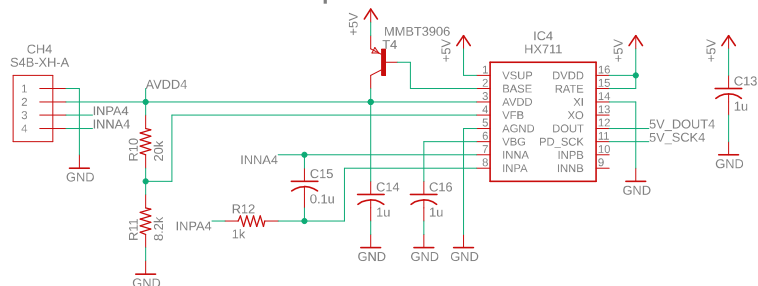 +5V
MMBT3906
T4
+5V
IC4
HX711
+5V
+5V
CH4
S4B-XH-A
1
2
3
4
INPA4
INNA4
GND
AVDD4
R10
20k
R11
8.2k
GND
1 VSUP DVDD 16
2 BASE RATE 15
3 AVDD XI 14
4 VFB XO 13
5 AGND DOUT 12
6 VBG PD_SCK 11
7 INNA INPB 10
8 INPA INNB 9
5V_DOUT4
5V_SCK4
GND
C13
1u
GND
INNA4
C15
0.1u
INPA4
R12
1k
C14
1u
GND
C16
1u
GND
GND